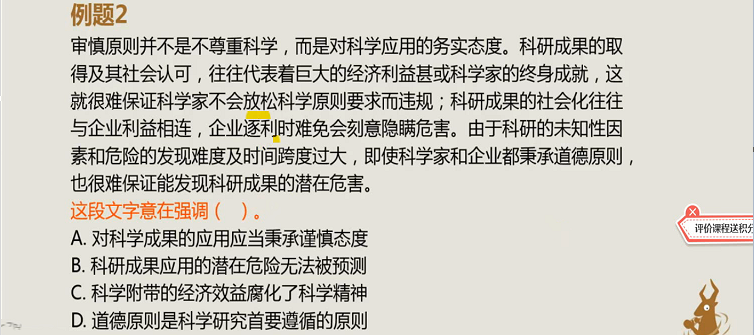 例题2
审慎原则并不是不尊重科学，而是对科学应用的务实态度。科研成果的取
得及其社会认可，往往代表着巨大的经济利益甚或科学家的终身成就，这
就很难保证科学家不会放松科学原则要求而违规；科研成果的社会化往往
与企业利益相连，企业逐利时难免会刻意隐瞒危害。由于科研的未知性因
素和危险的发现难度及时间跨度过大，即使科学家和企业都秉承道德原则，
也很难保证能发现科研成果的潜在危害。
这段文字意在强调（　）。
A. 对科学成果的应用应当秉承谨慎态度
B. 科研成果应用的潜在危险无法被预测
C. 科学附带的经济效益腐化了科学精神
D. 道德原则是科学研究首要遵循的原则
评价课程送积分